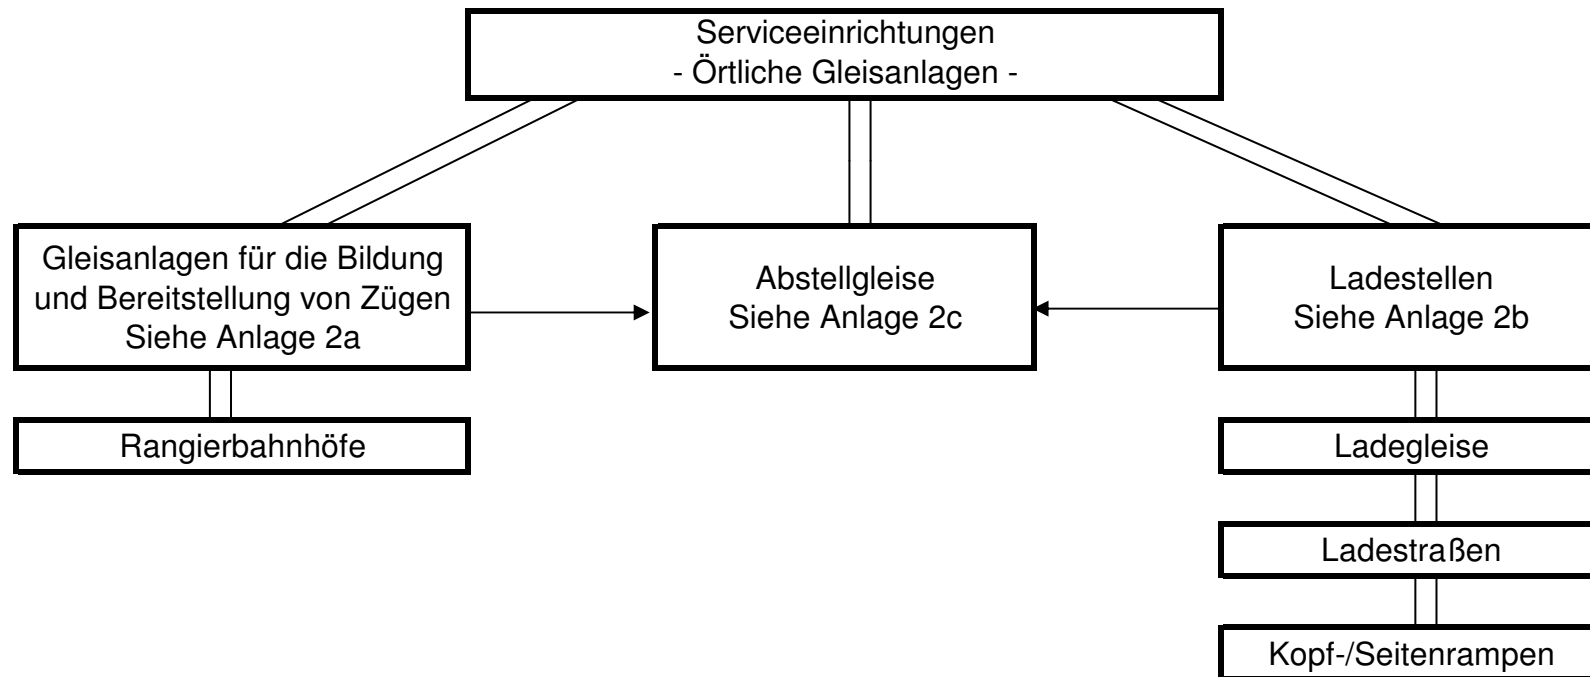 Serviceeinrichtungen
- Örtliche Gleisanlagen -
Gleisanlagen für die Bildung
und Bereitstellung von Zügen
Siehe Anlage 2a
Abstellgleise
Siehe Anlage 2c
Ladestellen
Siehe Anlage 2b
Rangierbahnhöfe
Ladegleise
Ladestraßen
Kopf-/Seitenrampen